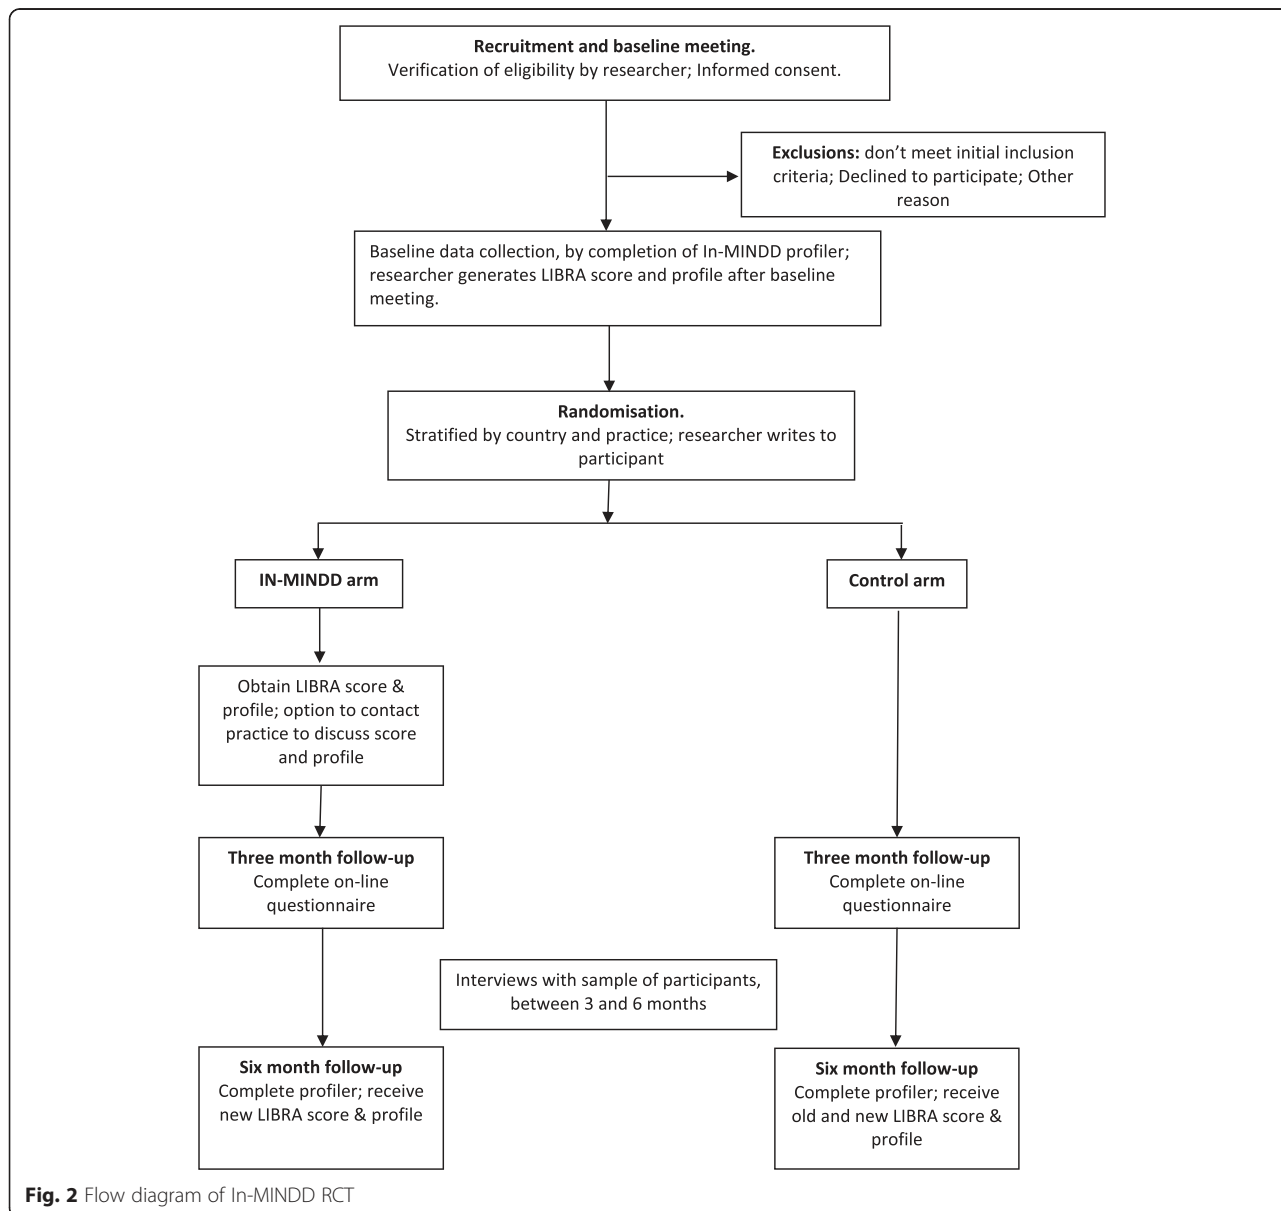 Recruitment and baseline meeting.
Verification of eligibility by researcher; Informed consent.
Exclusions: don’t meet initial inclusion
criteria; Declined to participate; Other
reason
Baseline data collection, by completion of In-MINDD profiler;
researcher generates LIBRA score and profile after baseline
meeting.
Randomisation.
Stratified by country and practice; researcher writes to
participant
IN-MINDD arm
Control arm
Obtain LIBRA score &
profile; option to contact
practice to discuss score
and profile
Three month follow-up
Complete on-line
questionnaire
Three month follow-up
Complete on-line
questionnaire
Interviews with sample of participants,
between 3 and 6 months
Six month follow-up
Complete profiler; receive
new LIBRA score & profile
Six month follow-up
Complete profiler; receive
old and new LIBRA score &
profile
Fig. 2 Flow diagram of In-MINDD RCT